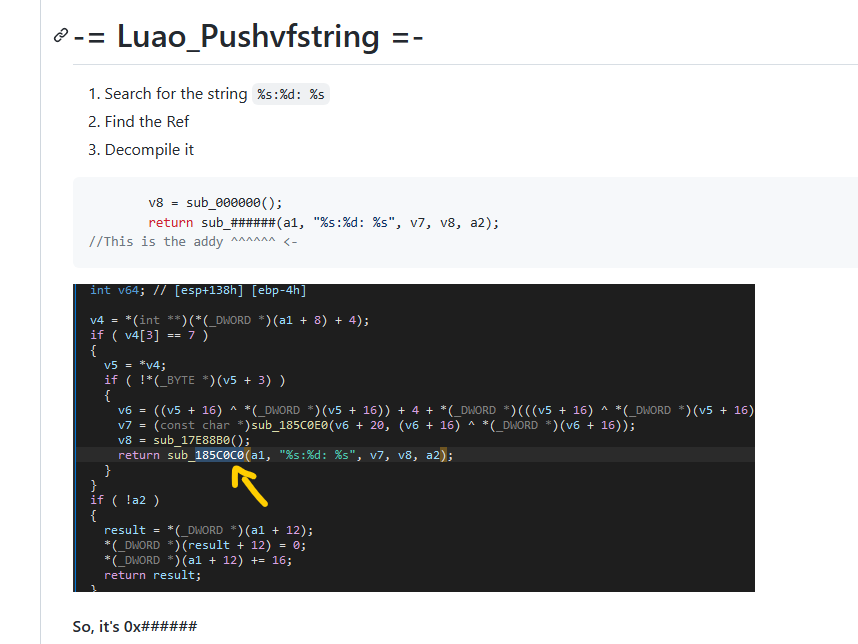 -= Luao_Pushvfstring =-
1. Search for the string %s:%d: %s
2. Find the Ref
3. Decompile it
v8 = sub_000000();
return sub_######(a1, "%s:%d: %s", v7, v8, a2);
//This is the addy ^^^^^^ <-
int v64; // [esp+138h] [ebp-4h]
v4 = *(int **)(*(_DWORD *)(a1 + 8) + 4);
if ( v4[3] == 7 )
{
v5 = *v4;
if ( !*(_BYTE *)(v5 + 3) )
{
v6 = ((v5 + 16) ^ *(_DWORD *)(v5 + 16)) + 4 + *(_DWORD *)(((v5 + 16) ^ *(_DWORD *)(v5 + 16)
v7 = (const char *)sub_185C0E0(v6 + 20, (v6 + 16) ^ *(_DWORD *)(v6 + 16));
v8 = sub_17E88B0();
return sub_185C0C0(a1, "%s:%d: %s", v7, v8, a2);
}
}
if ( !a2 )
{
result = *(_DWORD *)(a1 + 12);
*(_DWORD *)(result + 12) = 0;
*(_DWORD *)(a1 + 12) += 16;
return result;
}
So, it's 0x######